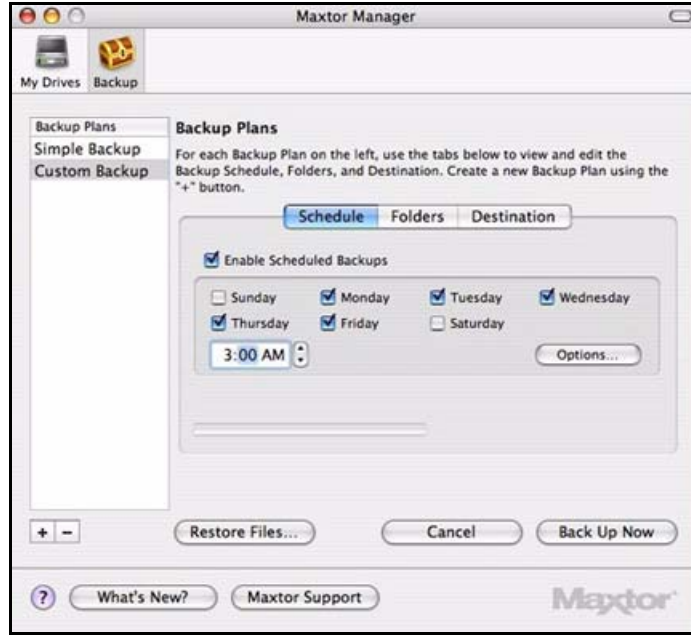 Maxtor Manager
My Drives Backup
Backup Plans
Simple Backup
Custom Backup
Backup Plans
For each Backup Plan on the left, use the tabs below to view and edit the
Backup Schedule, Folders, and Destination. Create a new Backup Plan using the
"+" button.
Schedule Folders Destination
Enable Scheduled Backups
Sunday Monday Tuesday Wednesday
Thursday Friday Saturday
3:00 AM Options...
+ −
Restore Files... Cancel Back Up Now
? What's New? Maxtor Support Maxtor